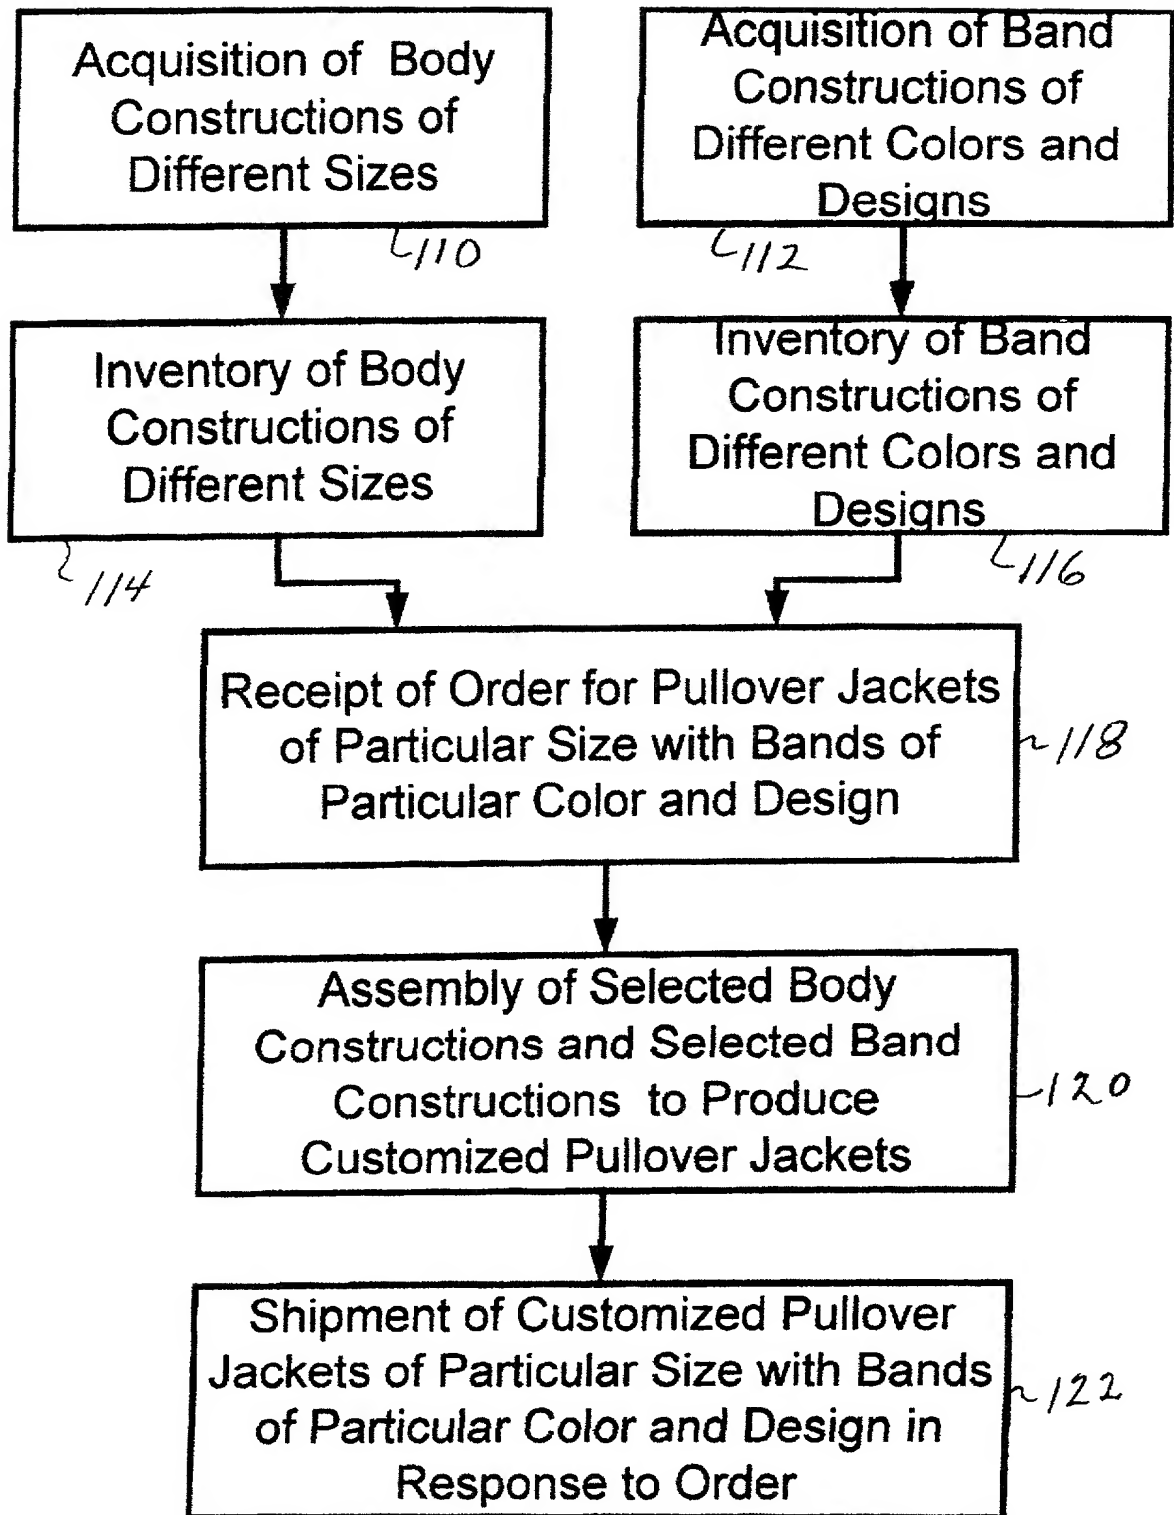 Acquisition of Body
Constructions of
Different Sizes
110
Acquisition of Band
Constructions of
Different Colors and
Designs
112
Inventory of Body
Constructions of
Different Sizes
114
Inventory of Band
Constructions of
Different Colors and
Designs
116
Receipt of Order for Pullover Jackets
of Particular Size with Bands of
Particular Color and Design
118
Assembly of Selected Body
Constructions and Selected Band
Constructions to Produce
Customized Pullover Jackets
120
Shipment of Customized Pullover
Jackets of Particular Size with Bands
of Particular Color and Design in
Response to Order
122